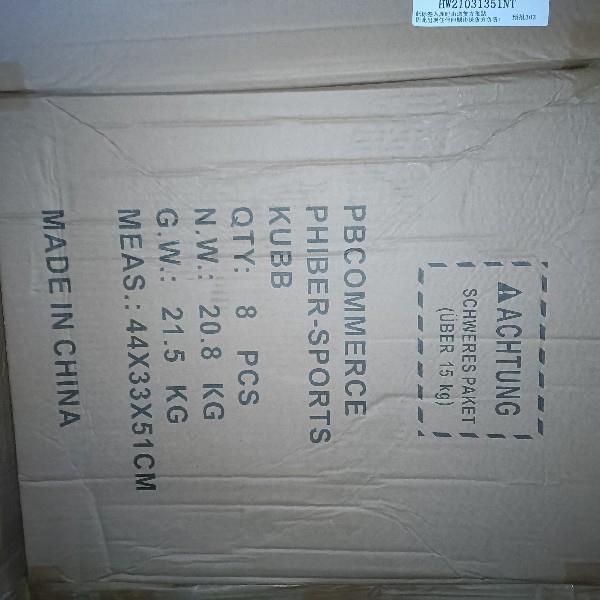 HW21031351NT
⚠ ACHTUNG
SCHWERES PAKET
(ÜBER 15 kg)
PBCOMMERCE
PHIBER-SPORTS
KUBB
QTY: 8 PCS
N.W.: 20.8 KG
G.W.: 21.5 KG
MEAS.: 44X33X51CM
MADE IN CHINA